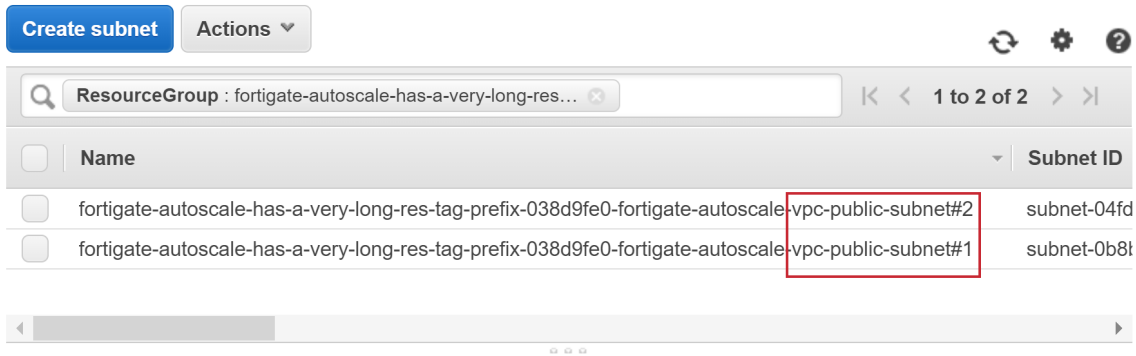 Create subnet Actions
ResourceGroup : fortigate-autoscale-has-a-very-long-res… 1 to 2 of 2
Name Subnet ID
fortigate-autoscale-has-a-very-long-res-tag-prefix-038d9fe0-fortigate-autoscale-vpc-public-subnet#2 subnet-04fd
fortigate-autoscale-has-a-very-long-res-tag-prefix-038d9fe0-fortigate-autoscale-vpc-public-subnet#1 subnet-0b8b